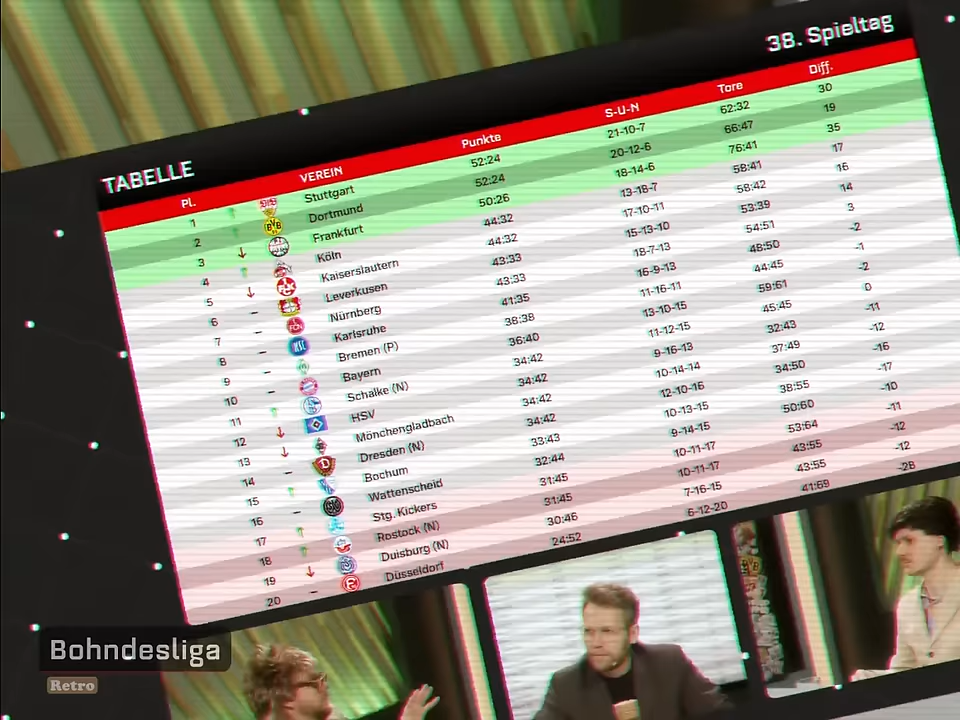 38. Spieltag
TABELLE
Pl. VEREIN Punkte S-U-N Tore Diff.
1 Stuttgart 52:24 21-10-7 62:32 30
2 Dortmund 52:24 20-12-6 66:47 19
3 Frankfurt 50:26 18-14-6 76:41 35
4 Köln 44:32 13-18-7 58:41 17
5 Kaiserslautern 44:32 17-10-11 58:42 16
6 Leverkusen 43:33 15-13-10 53:39 14
7 Nürnberg 43:33 18-7-13 54:51 3
8 Karlsruhe 41:35 16-9-13 48:50 -2
9 Bremen (P) 38:38 11-16-11 44:45 -1
10 Bayern 36:40 13-10-15 59:61 -2
11 Schalke (N) 34:42 11-12-15 45:45 0
12 HSV 34:42 9-16-13 32:43 -11
13 Mönchengladbach 34:42 10-14-14 37:49 -12
14 Dresden (N) 34:42 12-10-16 34:50 -16
15 Bochum 33:43 10-13-15 38:55 -17
16 Wattenscheid 32:44 9-14-15 50:60 -10
17 Stg. Kickers 31:45 10-11-17 53:64 -11
18 Rostock (N) 31:45 10-11-17 43:55 -12
19 Duisburg (N) 30:46 7-16-15 43:55 -12
20 Düsseldorf 24:52 6-12-20 41:69 -28
Bohndesliga
Retro